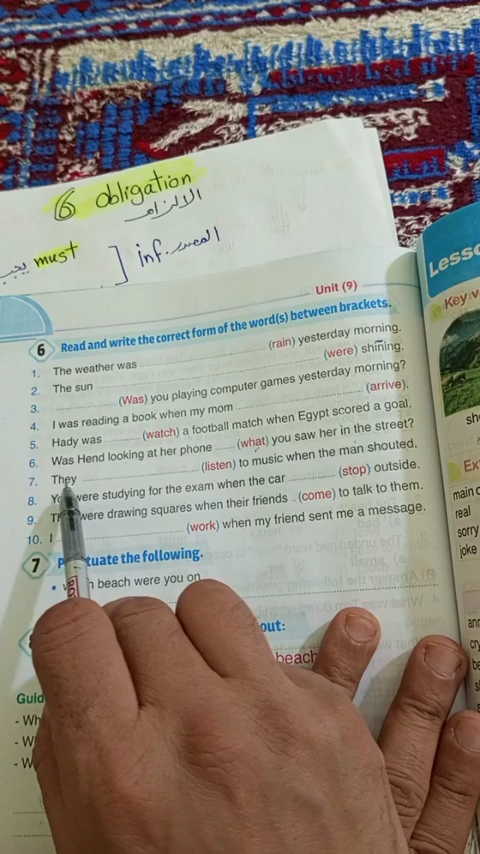 6 obligation
الالزام
يجب must ] inf. المصدر
Unit (9)
6 Read and write the correct form of the word(s) between brackets.
1. The weather was ........ (rain) yesterday morning.
2. The sun ........ (were) shining.
3. ........ (Was) you playing computer games yesterday morning?
4. I was reading a book when my mom ........ (arrive).
5. Hady was ........ (watch) a football match when Egypt scored a goal.
6. Was Hend looking at her phone ...... (what) you saw her in the street?
7. They ........ (listen) to music when the man shouted.
8. were studying for the exam when the car ........ (stop) outside.
9. were drawing squares when their friends .. (come) to talk to them.
10. I ........ (work) when my friend sent me a message.
7 the following.
• beach were you on
out:
beach
Guid
- Wh
- W
- W
Lesso
Key v
sh
Ex
main c
real
sorry
joke
ann
cry
be